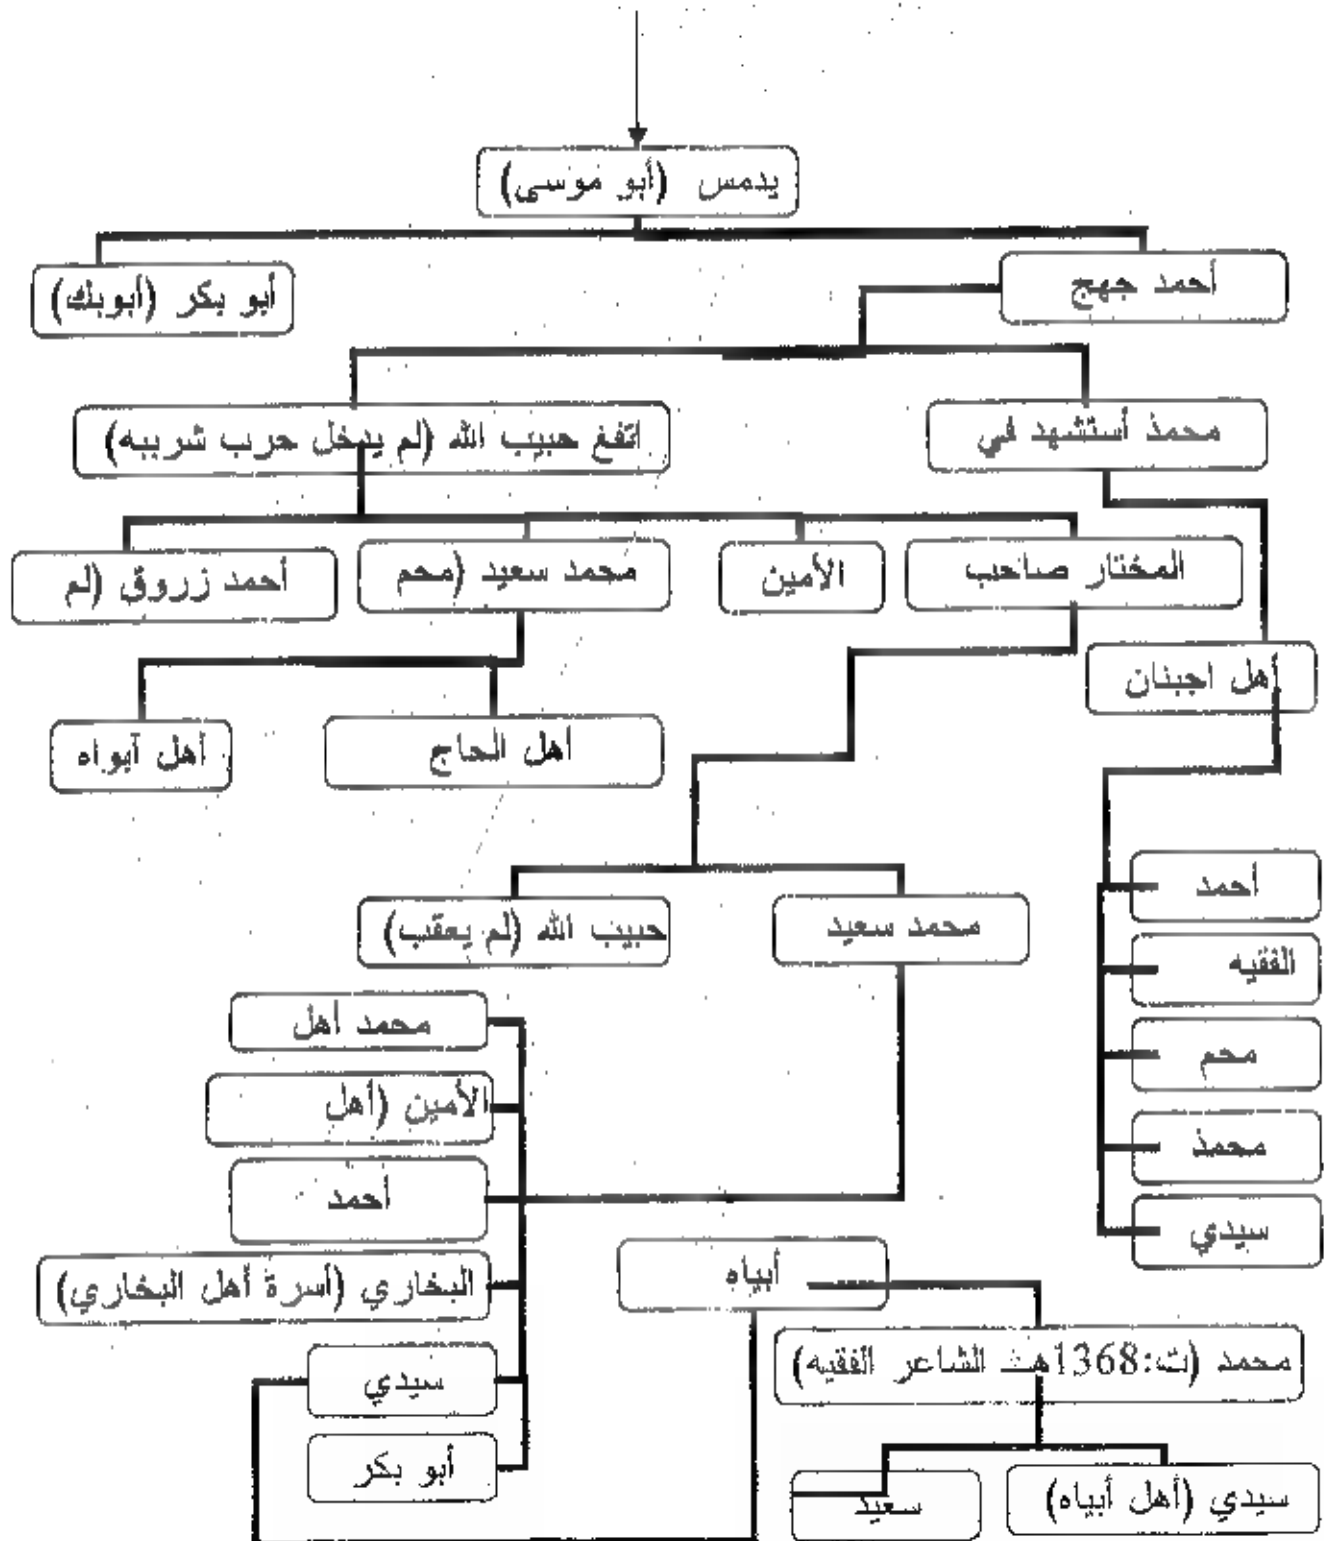 يدمس (أبو موسى)
أحمد جهج
أبو بكر (أبوبك)
محمذ أستشهد في
اتفغ حبيب الله (لم يدخل حرب شرببه)
المختار صاحب
الأمين
محمد سعيد (محم
أحمد زروق (لم
أهل اجبنان
أهل الحاج
أهل أبواه
أحمد
الفقيه
محم
محمذ
سيدي
محمد سعيد
حبيب الله (لم يعقب)
محمد أهل
الأمين (أهل
أحمد
البخاري (أسرة أهل البخاري)
سيدي
أبو بكر
أبياه
محمد (ت:1368هـ الشاعر الفقيه)
سيدي (أهل أبياه)
سعيد